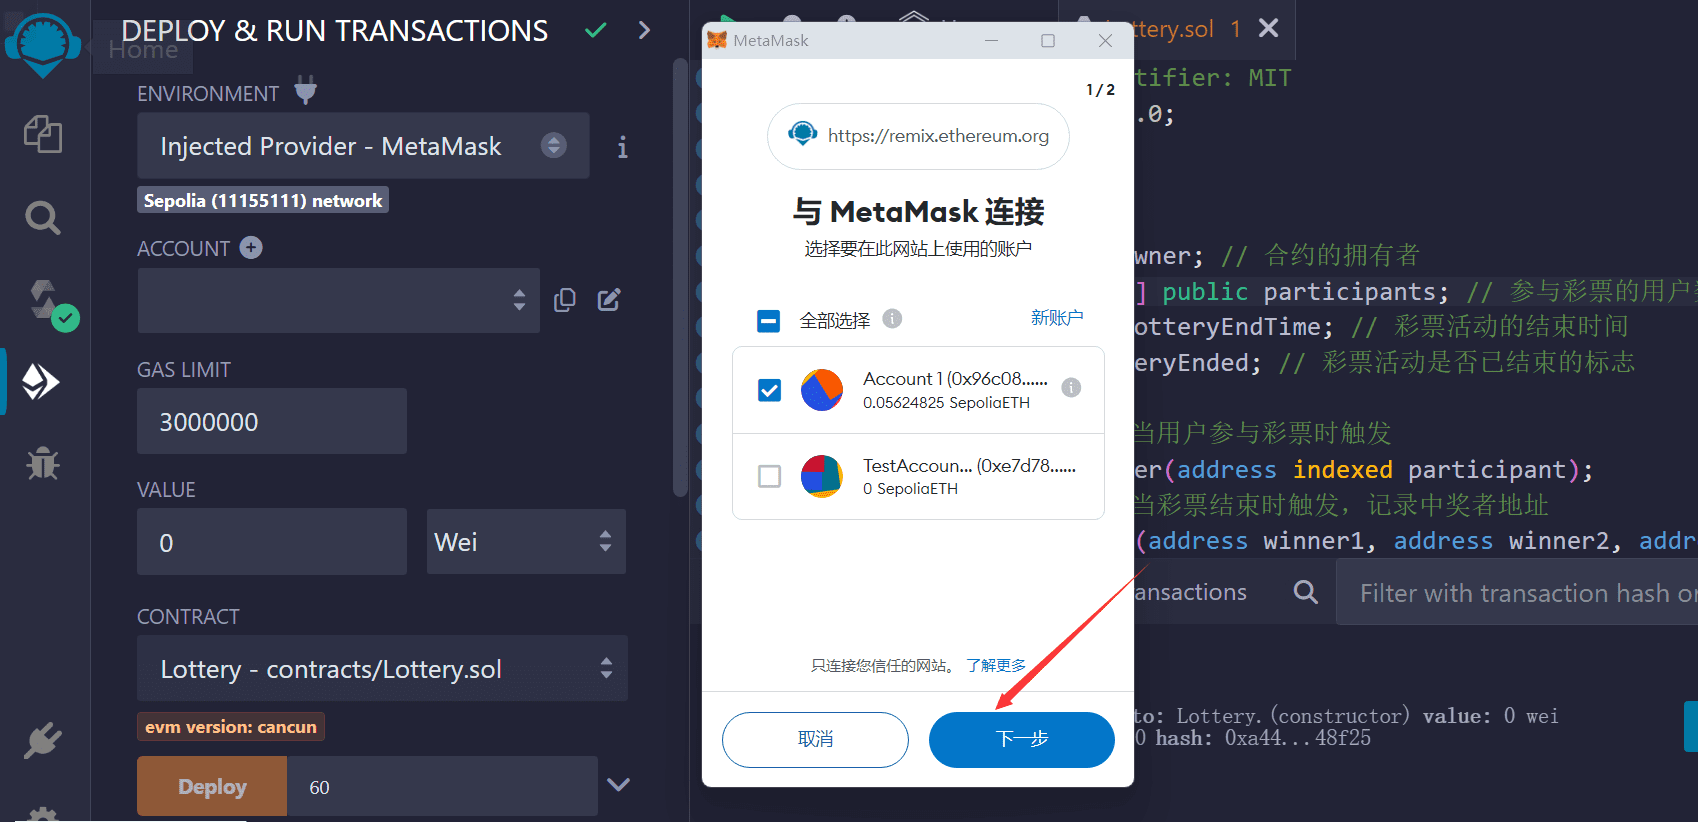 DEPLOY & RUN TRANSACTIONS
Home
ENVIRONMENT
Injected Provider - MetaMask
i
Sepolia (11155111) network
ACCOUNT
GAS LIMIT
3000000
VALUE
0
Wei
CONTRACT
Lottery - contracts/Lottery.sol
evm version: cancun
Deploy
60
MetaMask
1 / 2
https://remix.ethereum.org
与 MetaMask 连接
选择要在此网站上使用的账户
全部选择
新账户
Account 1 (0x96c08......
0.05624825 SepoliaETH
TestAccoun... (0xe7d78......
0 SepoliaETH
只连接您信任的网站。 了解更多
取消
下一步
ttery.sol 1
tifier: MIT
.0;
wner; // 合约的拥有者
] public participants; // 参与彩票的用户
otteryEndTime; // 彩票活动的结束时间
eryEnded; // 彩票活动是否已结束的标志
当用户参与彩票时触发
er(address indexed participant);
当彩票结束时触发，记录中奖者地址
(address winner1, address winner2, addr
ansactions
Filter with transaction hash or
to: Lottery.(constructor) value: 0 wei
0 hash: 0xa44...48f25